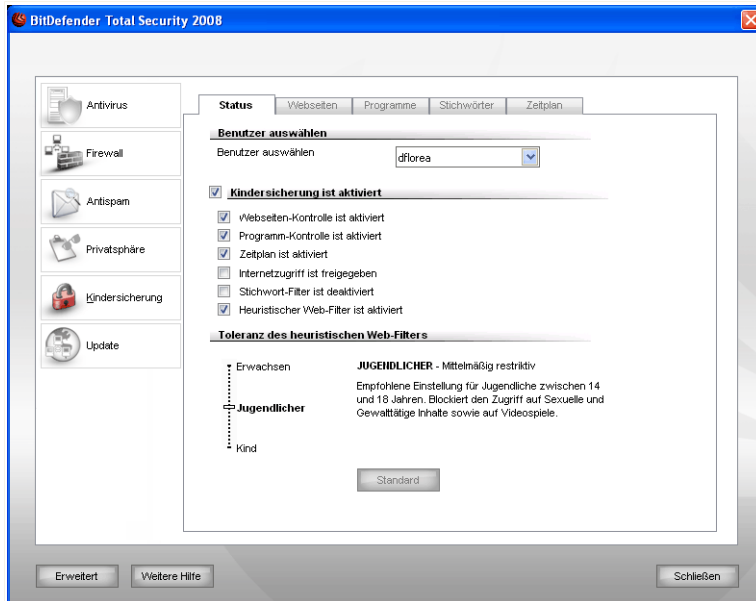 BitDefender Total Security 2008
Antivirus
Firewall
Antispam
Privatsphäre
Kindersicherung
Update
Status
Webseiten
Programme
Stichwörter
Zeitplan
Benutzer auswählen
Benutzer auswählen
dflorea
Kindersicherung ist aktiviert
Webseiten-Kontrolle ist aktiviert
Programm-Kontrolle ist aktiviert
Zeitplan ist aktiviert
Internetzugriff ist freigegeben
Stichwort-Filter ist deaktiviert
Heuristischer Web-Filter ist aktiviert
Toleranz des heuristischen Web-Filters
Erwachsen
Jugendlicher
Kind
JUGENDLICHER - Mittelmäßig restriktiv
Empfohlene Einstellung für Jugendliche zwischen 14
und 18 Jahren. Blockiert den Zugriff auf Sexuelle und
Gewalttätige Inhalte sowie auf Videospiele.
Standard
Erweitert
Weitere Hilfe
Schließen